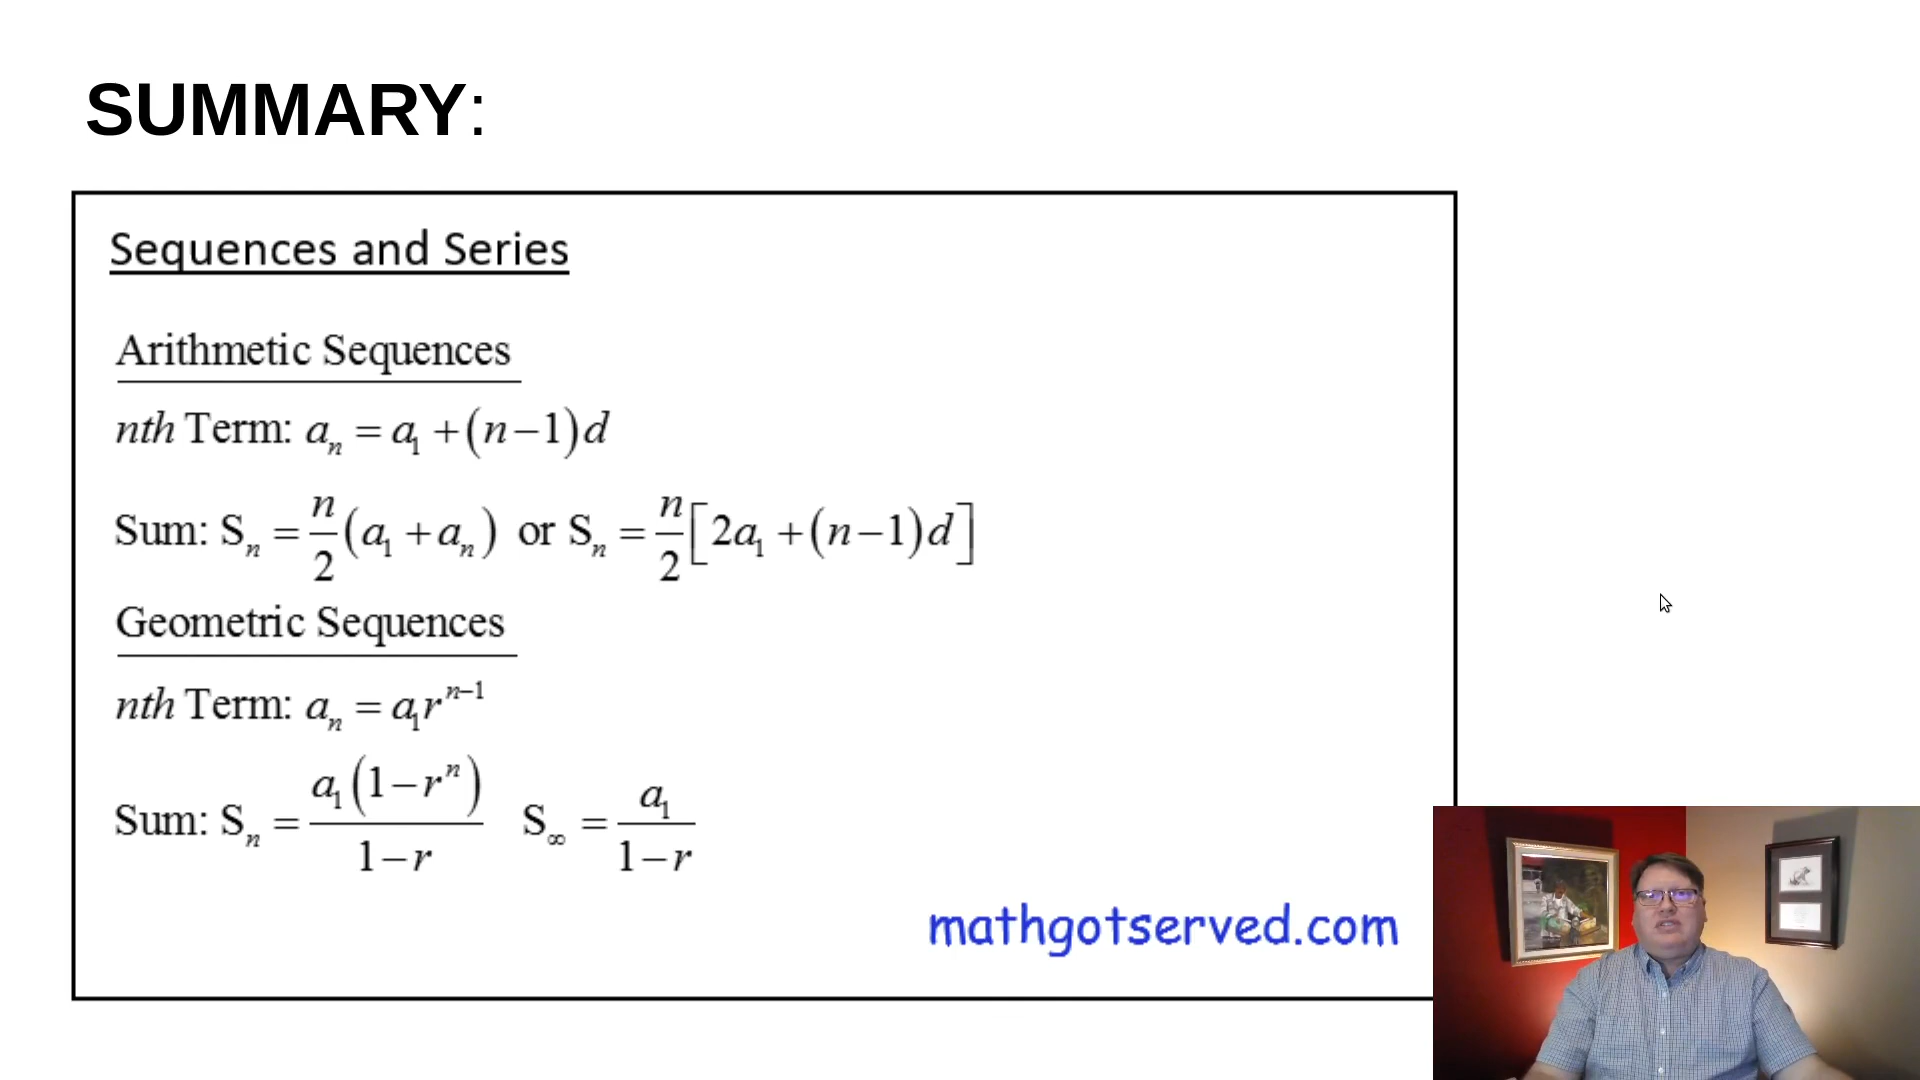 SUMMARY:
Sequences and Series
Arithmetic Sequences
nth Term: aₙ = a₁ + (n−1)d
Sum: Sₙ = n/2 (a₁ + aₙ) or Sₙ = n/2 [2a₁ + (n−1)d]
Geometric Sequences
nth Term: aₙ = a₁rⁿ⁻¹
Sum: Sₙ = a₁(1−rⁿ) / 1−r S∞ = a₁ / 1−r
mathgotserved.com